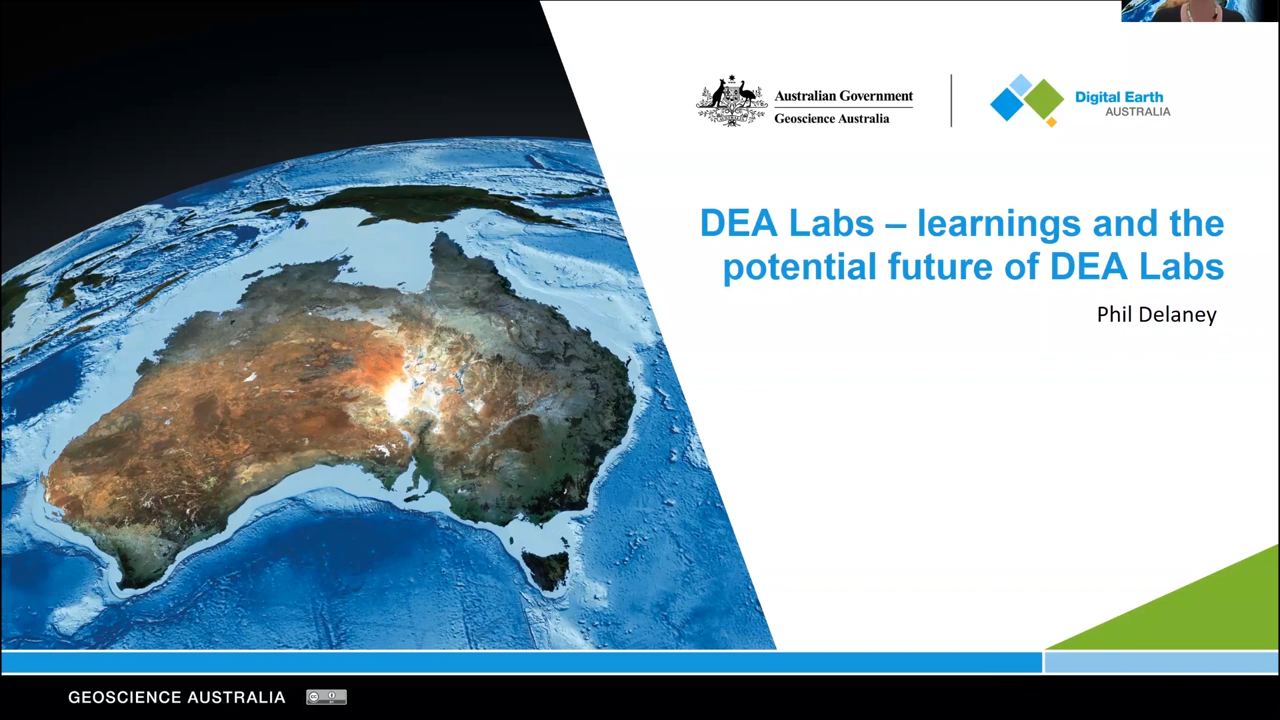 Australian Government
Geoscience Australia
Digital Earth
AUSTRALIA
DEA Labs – learnings and the
potential future of DEA Labs
Phil Delaney
GEOSCIENCE AUSTRALIA